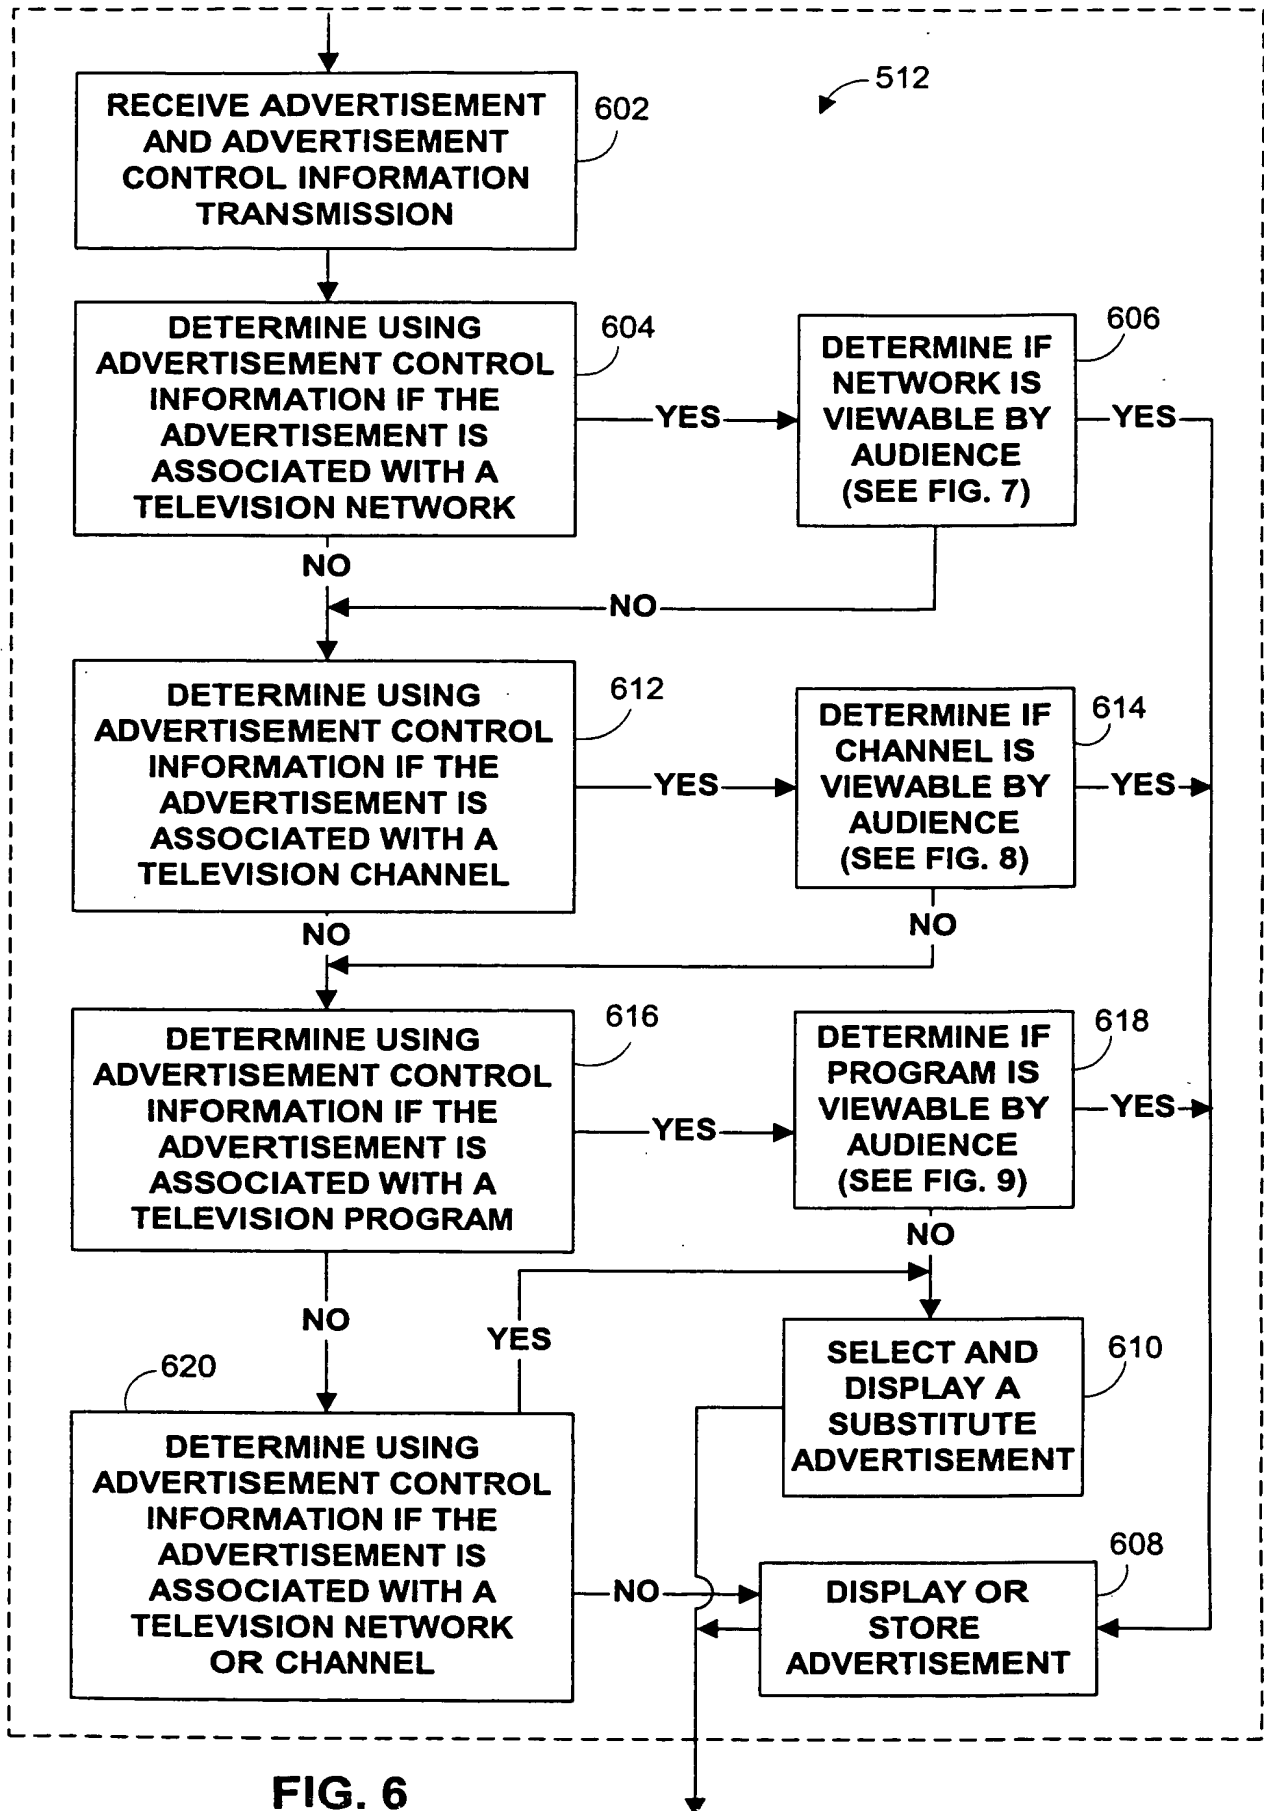 512
RECEIVE ADVERTISEMENT
AND ADVERTISEMENT
CONTROL INFORMATION
TRANSMISSION
602
DETERMINE USING
ADVERTISEMENT CONTROL
INFORMATION IF THE
ADVERTISEMENT IS
ASSOCIATED WITH A
TELEVISION NETWORK
604
YES
DETERMINE IF
NETWORK IS
VIEWABLE BY
AUDIENCE
(SEE FIG. 7)
606
YES
NO
NO
DETERMINE USING
ADVERTISEMENT CONTROL
INFORMATION IF THE
ADVERTISEMENT IS
ASSOCIATED WITH A
TELEVISION CHANNEL
612
YES
DETERMINE IF
CHANNEL IS
VIEWABLE BY
AUDIENCE
(SEE FIG. 8)
614
YES
NO
NO
DETERMINE USING
ADVERTISEMENT CONTROL
INFORMATION IF THE
ADVERTISEMENT IS
ASSOCIATED WITH A
TELEVISION PROGRAM
616
YES
DETERMINE IF
PROGRAM IS
VIEWABLE BY
AUDIENCE
(SEE FIG. 9)
618
YES
NO
NO
YES
620
DETERMINE USING
ADVERTISEMENT CONTROL
INFORMATION IF THE
ADVERTISEMENT IS
ASSOCIATED WITH A
TELEVISION NETWORK
OR CHANNEL
SELECT AND
DISPLAY A
SUBSTITUTE
ADVERTISEMENT
610
NO
DISPLAY OR
STORE
ADVERTISEMENT
608
FIG. 6